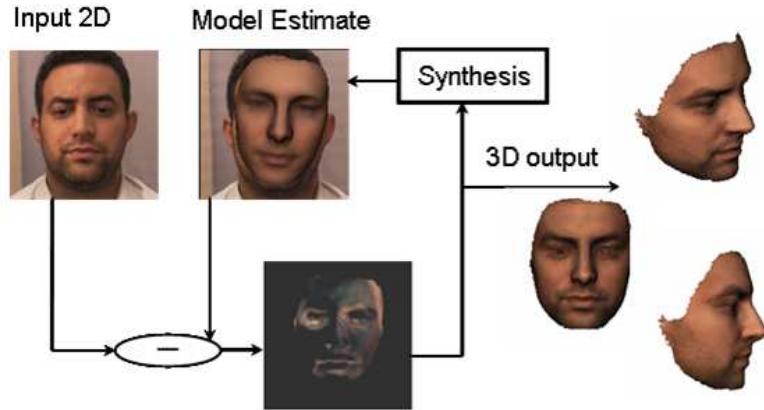 Input 2D
Model Estimate
Synthesis
3D output
−